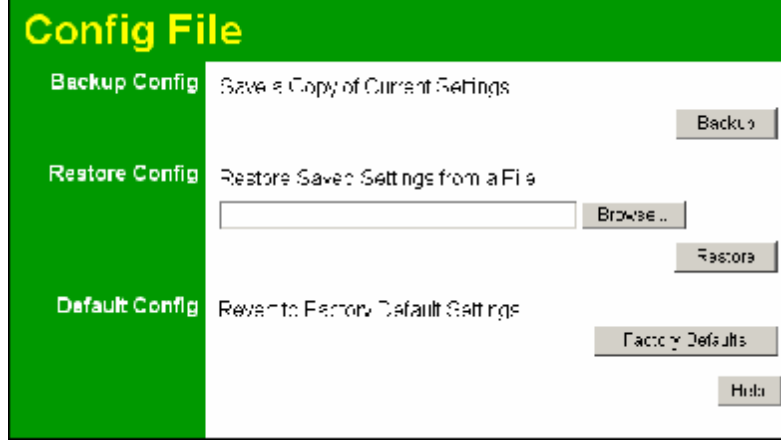 Config File
Backup Config
Save a Copy of Current Settings
Backup
Restore Config
Restore Saved Settings from a File
Browse...
Restore
Default Config
Revert to Factory Default Settings
Factory Defaults
Help